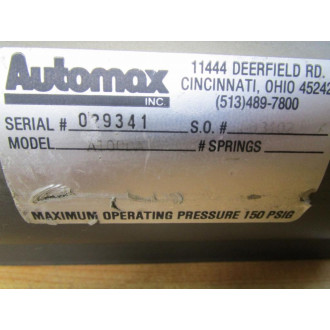 Automax
INC.
11444 DEERFIELD RD.
CINCINNATI, OHIO 45242
(513)489-7800
SERIAL # 029341 S.O. #
MODEL # SPRINGS
MAXIMUM OPERATING PRESSURE 150 PSIG